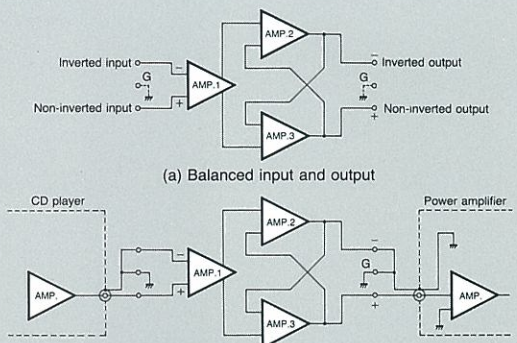 AMP.2
Inverted input
−
−
Inverted output
G
AMP.1
G
Non-inverted input
+
+
Non-inverted output
AMP.3
(a) Balanced input and output
CD player
Power amplifier
AMP.2
−
−
AMP.
AMP.1
G
AMP.
+
+
AMP.3